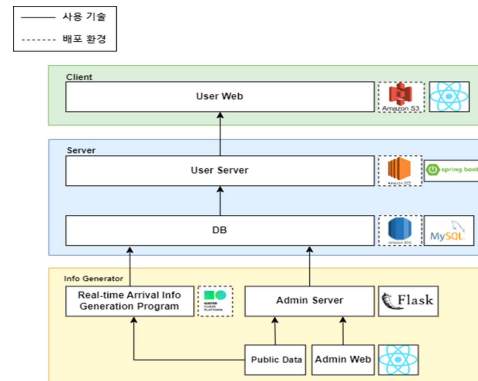 사용 기술
배포 환경
Client
User Web
Amazon S3
Server
User Server
spring boot
DB
MySQL
Info Generator
Real-time Arrival Info
Generation Program
Admin Server
Flask
Public Data
Admin Web